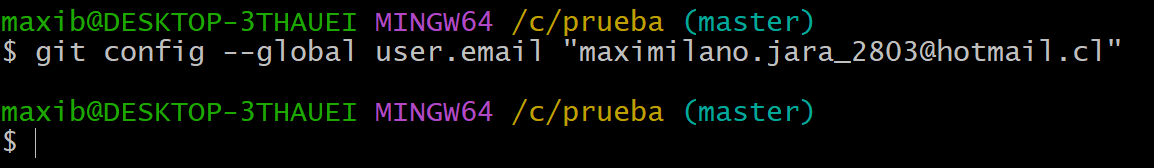 maxib@DESKTOP-3THAUEI MINGW64 /c/prueba (master)
$ git config --global user.email "maximilano.jara_2803@hotmail.cl"
maxib@DESKTOP-3THAUEI MINGW64 /c/prueba (master)
$